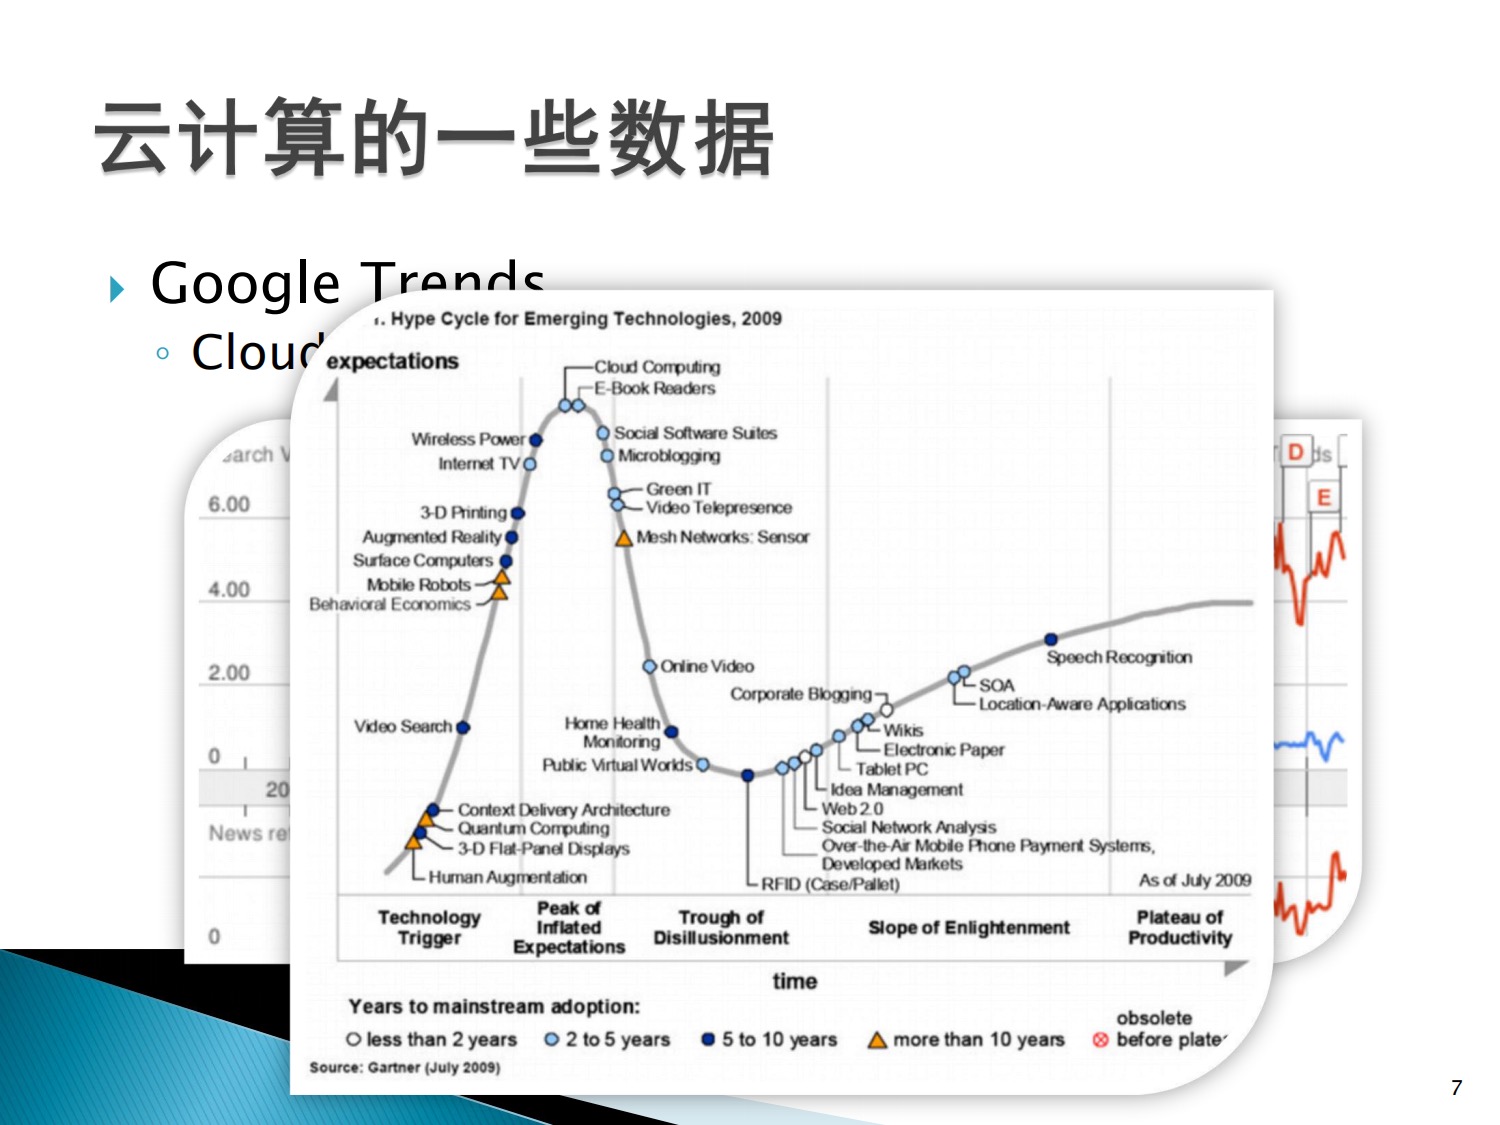 云计算的一些数据
Google Trends
Cloud
Hype Cycle for Emerging Technologies, 2009
expectations
Cloud Computing
E-Book Readers
Wireless Power
Social Software Suites
Internet TV
Microblogging
Green IT
Video Telepresence
3-D Printing
Augmented Reality
Mesh Networks: Sensor
Surface Computers
Mobile Robots
Behavioral Economics
Online Video
Speech Recognition
SOA
Location-Aware Applications
Corporate Blogging
Video Search
Home Health
Monitoring
Wikis
Electronic Paper
Public Virtual Worlds
Tablet PC
Idea Management
Web 2.0
Context Delivery Architecture
Quantum Computing
Social Network Analysis
3-D Flat-Panel Displays
Over-the-Air Mobile Phone Payment Systems,
Developed Markets
Human Augmentation
RFID (Case/Pallet)
As of July 2009
Technology
Trigger
Peak of
Inflated
Expectations
Trough of
Disillusionment
Slope of Enlightenment
Plateau of
Productivity
time
Years to mainstream adoption:
less than 2 years
2 to 5 years
5 to 10 years
more than 10 years
obsolete
before
Source: Gartner (July 2009)
6.00
4.00
2.00
0
20
News
0
D
E
7